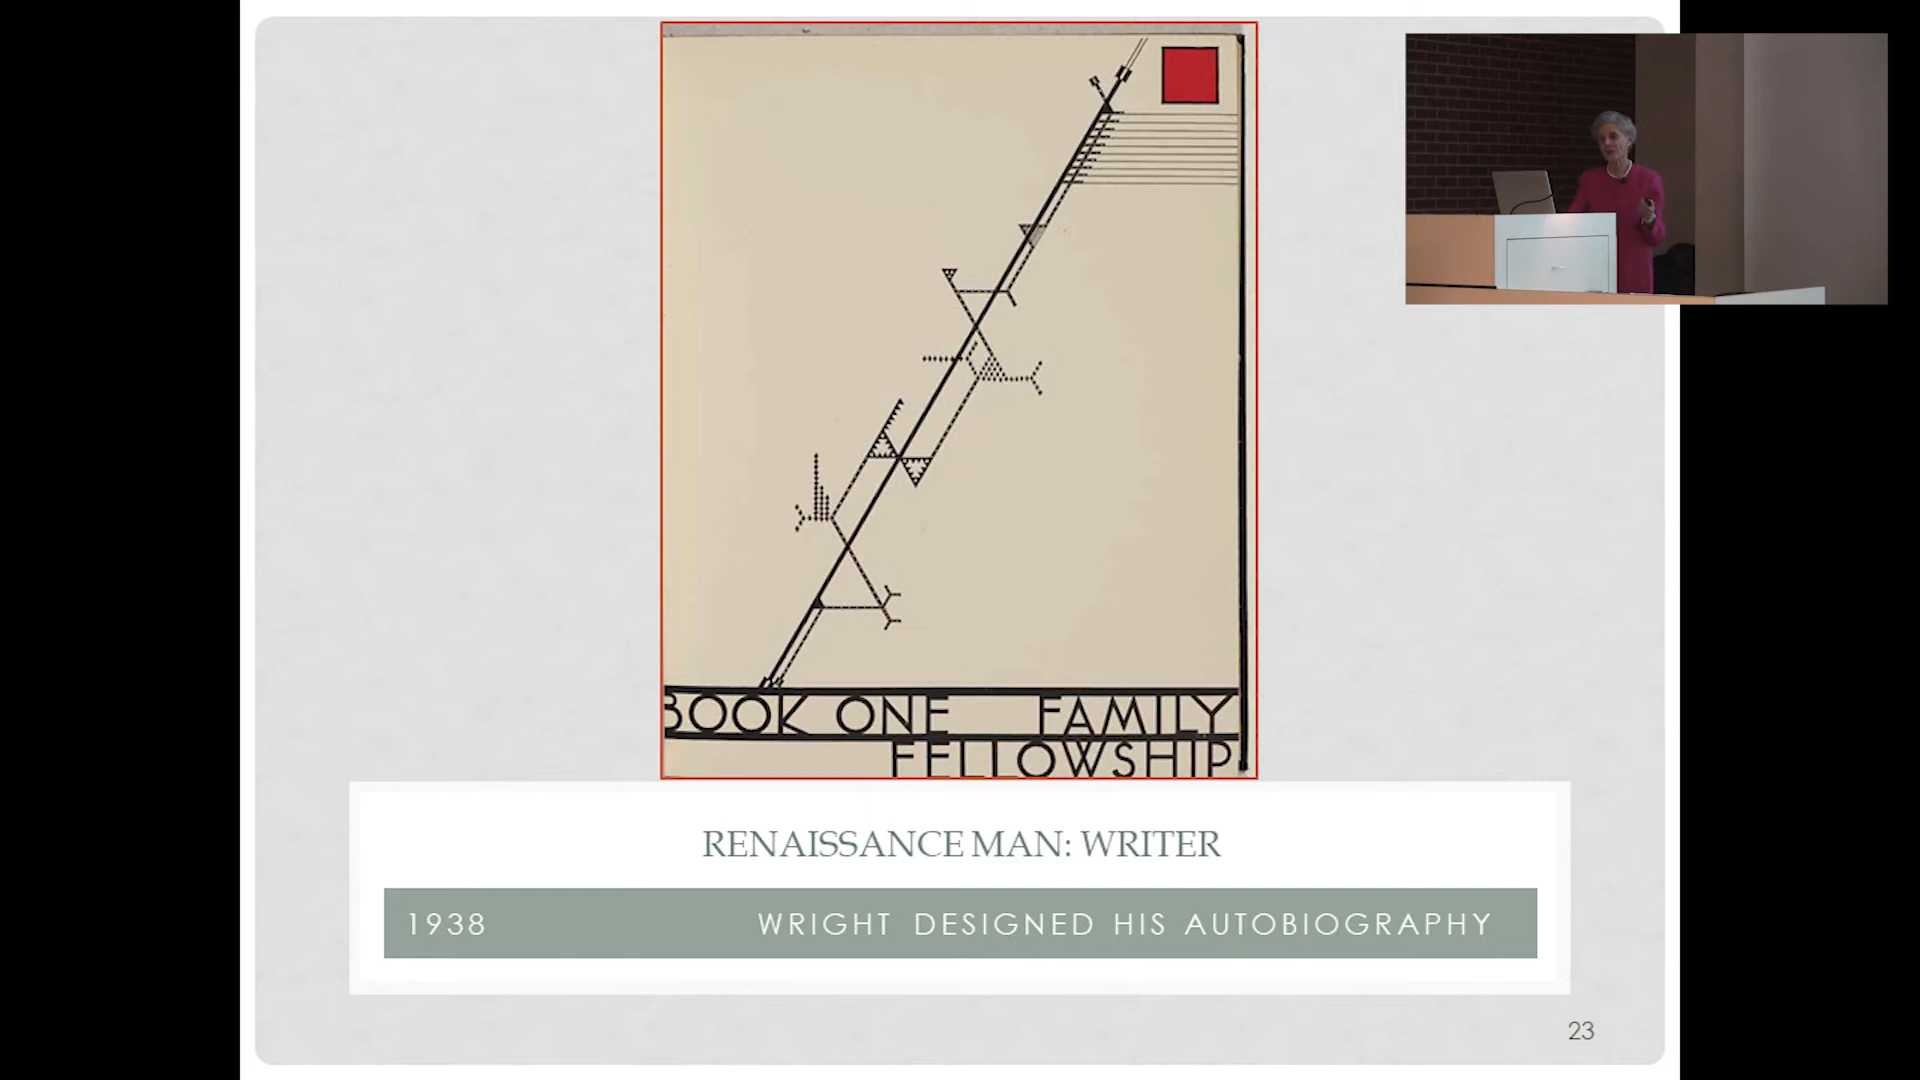 BOOK ONE FAMILY
FELLOWSHIP
RENAISSANCE MAN: WRITER
1938 WRIGHT DESIGNED HIS AUTOBIOGRAPHY
23